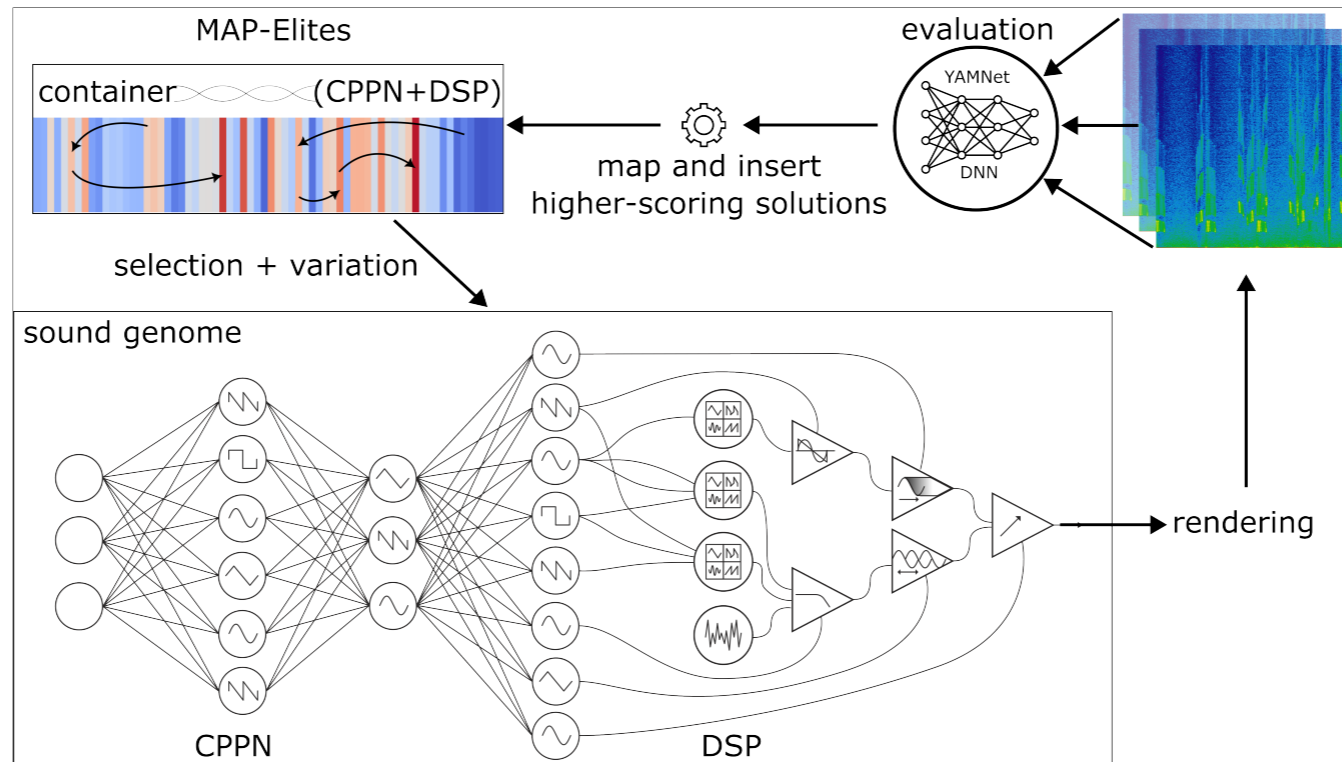 MAP-Elites
container (CPPN+DSP)
evaluation
YAMNet
DNN
map and insert
higher-scoring solutions
selection + variation
sound genome
rendering
CPPN
DSP